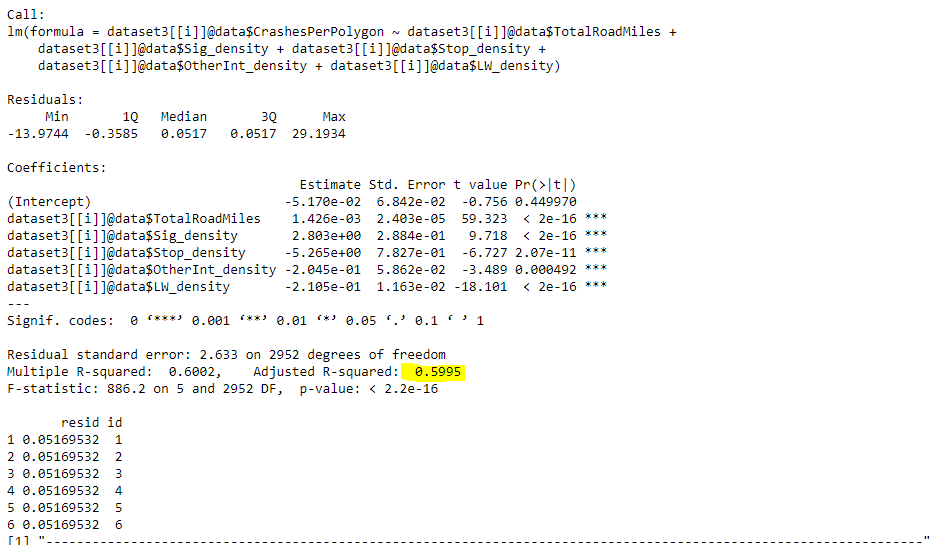 Call:
lm(formula = dataset3[[i]]@data$CrashesPerPolygon ~ dataset3[[i]]@data$TotalRoadMiles +
    dataset3[[i]]@data$Sig_density + dataset3[[i]]@data$Stop_density +
    dataset3[[i]]@data$OtherInt_density + dataset3[[i]]@data$LW_density)
Residuals:
     Min       1Q   Median       3Q      Max
-13.9744  -0.3585   0.0517   0.0517  29.1934
Coefficients:
                                      Estimate Std. Error t value Pr(>|t|)
(Intercept)                         -5.170e-02  6.842e-02  -0.756 0.449970
dataset3[[i]]@data$TotalRoadMiles    1.426e-03  2.403e-05  59.323  < 2e-16 ***
dataset3[[i]]@data$Sig_density       2.803e+00  2.884e-01   9.718  < 2e-16 ***
dataset3[[i]]@data$Stop_density     -5.265e+00  7.827e-01  -6.727 2.07e-11 ***
dataset3[[i]]@data$OtherInt_density -2.045e-01  5.862e-02  -3.489 0.000492 ***
dataset3[[i]]@data$LW_density       -2.105e-01  1.163e-02 -18.101  < 2e-16 ***
---
Signif. codes:  0 ‘***’ 0.001 ‘**’ 0.01 ‘*’ 0.05 ‘.’ 0.1 ‘ ’ 1
Residual standard error: 2.633 on 2952 degrees of freedom
Multiple R-squared:  0.6002,    Adjusted R-squared:  0.5995
F-statistic: 886.2 on 5 and 2952 DF,  p-value: < 2.2e-16
       resid id
1 0.05169532  1
2 0.05169532  2
3 0.05169532  3
4 0.05169532  4
5 0.05169532  5
6 0.05169532  6
[1] "--------------------------------------------------------------------------------------------------------------------"